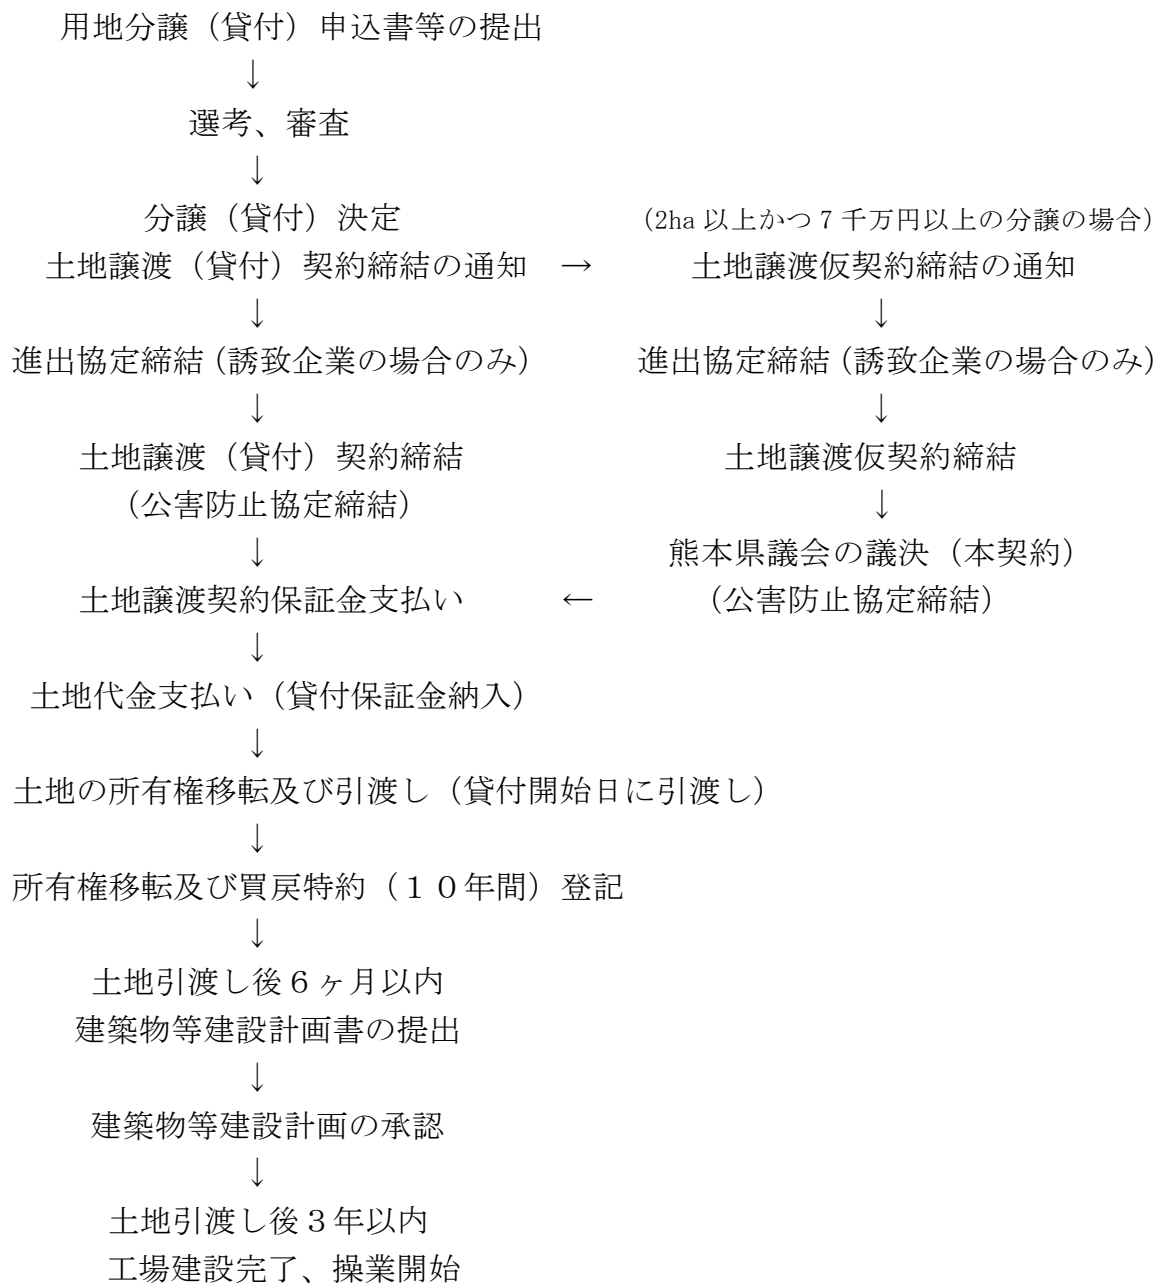 用地分譲（貸付）申込書等の提出
↓
選考、審査
↓
分譲（貸付）決定 （2ha 以上かつ７千万円以上の分譲の場合）
土地譲渡（貸付）契約締結の通知 → 土地譲渡仮契約締結の通知
↓ ↓
進出協定締結（誘致企業の場合のみ） 進出協定締結（誘致企業の場合のみ）
↓ ↓
土地譲渡（貸付）契約締結 土地譲渡仮契約締結
（公害防止協定締結） ↓
↓ 熊本県議会の議決（本契約）
土地譲渡契約保証金支払い ← （公害防止協定締結）
↓
土地代金支払い（貸付保証金納入）
↓
土地の所有権移転及び引渡し（貸付開始日に引渡し）
↓
所有権移転及び買戻特約（１０年間）登記
↓
土地引渡し後６ヶ月以内
建築物等建設計画書の提出
↓
建築物等建設計画の承認
↓
土地引渡し後３年以内
工場建設完了、操業開始